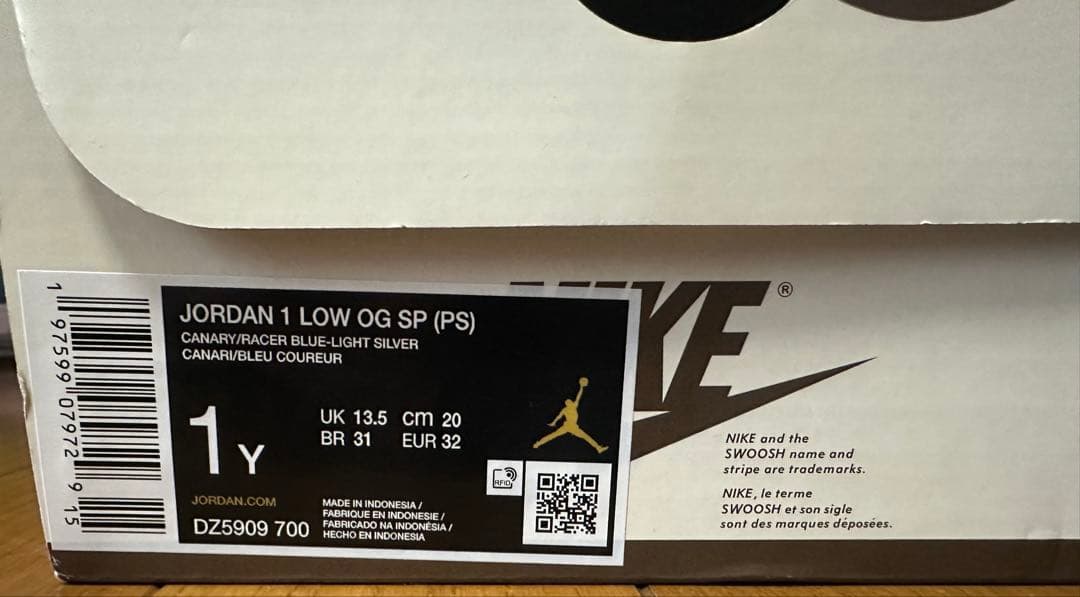 JORDAN 1 LOW OG SP (PS)
CANARY/RACER BLUE-LIGHT SILVER
CANARI/BLEU COUREUR
1 Y
UK 13.5 cm 20
BR 31 EUR 32
RFID
JORDAN.COM
DZ5909 700
MADE IN INDONESIA /
FABRIQUE EN INDONESIE /
FABRICADO NA INDONÉSIA /
HECHO EN INDONESIA
1 97599 07972 9 15
KE®
NIKE and the
SWOOSH name and
stripe are trademarks.
NIKE, le terme
SWOOSH et son sigle
sont des marques déposées.